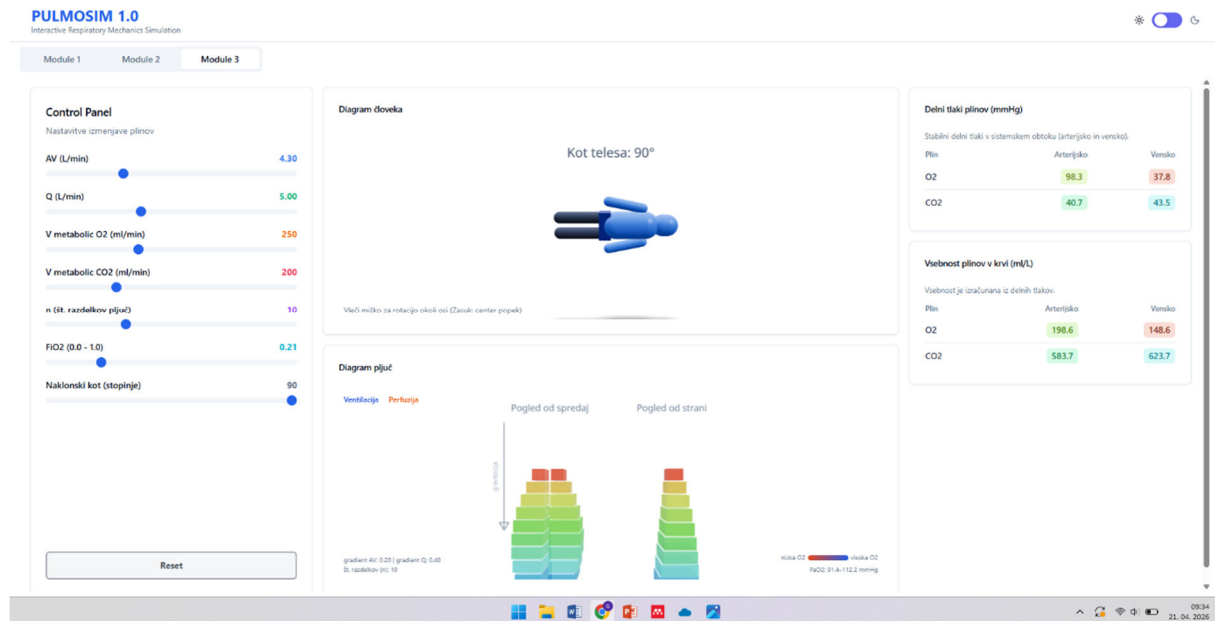 PULMOSIM 1.0
Interactive Respiratory Mechanics Simulation
Module 1
Module 2
Module 3
Control Panel
Nastavitve izmenjave plinov
AV (L/min) 4.30
Q (L/min) 5.00
V metabolic O2 (ml/min) 250
V metabolic CO2 (ml/min) 200
n (št. razdelkov pljuč) 10
FiO2 (0.0 - 1.0) 0.21
Naklonski kot (stopinje) 90
Reset
Diagram človeka
Kot telesa: 90°
Vleči miško za rotacijo okoli osi (Zasuk: center popek)
Diagram pljuč
Ventilacija Perfuzija
Pogled od spredaj
Pogled od strani
gravitacija
gradient AV: 0.20 | gradient Q: 0.40
št. razdelkov (n): 10
nizka O2 visoka O2
PaO2: 91.4–112.2 mmHg
Delni tlaki plinov (mmHg)
Stabilni delni tlaki v sistemskem obtoku (arterijsko in vensko).
Plin Arterijsko Vensko
O2 98.3 37.8
CO2 40.7 43.5
Vsebnost plinov v krvi (ml/L)
Vsebnost je izračunana iz delnih tlakov.
Plin Arterijsko Vensko
O2 198.6 148.6
CO2 583.7 623.7
09:34
21. 04. 2026